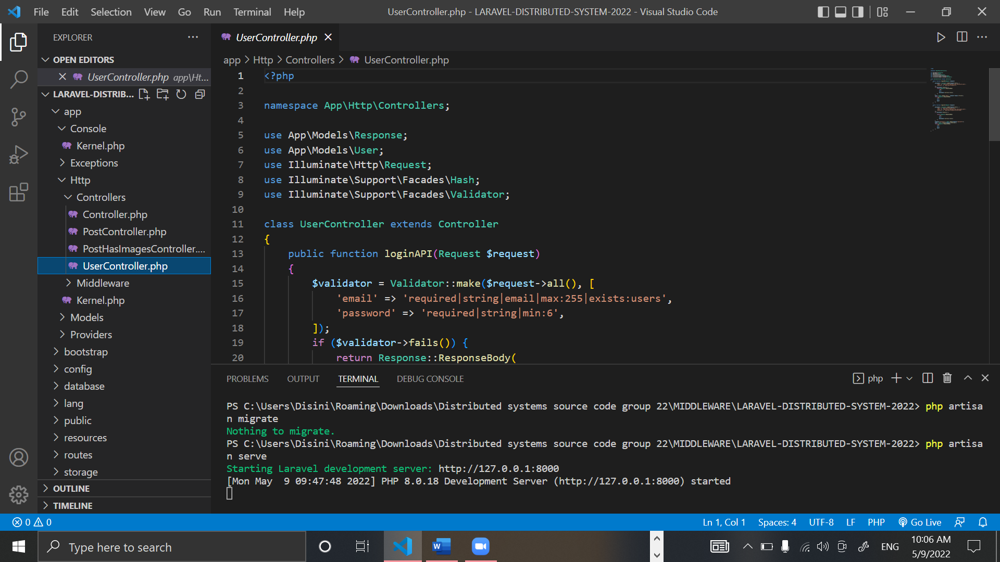 File Edit Selection View Go Run Terminal Help
UserController.php - LARAVEL-DISTRIBUTED-SYSTEM-2022 - Visual Studio Code
EXPLORER
OPEN EDITORS
UserController.php app\Ht...
LARAVEL-DISTRIB...
app
Console
Kernel.php
Exceptions
Http
Controllers
Controller.php
PostController.php
PostHasImagesController....
UserController.php
Middleware
Kernel.php
Models
Providers
bootstrap
config
database
lang
public
resources
routes
storage
OUTLINE
TIMELINE
UserController.php
app > Http > Controllers > UserController.php
1 <?php
2
3 namespace App\Http\Controllers;
4
5 use App\Models\Response;
6 use App\Models\User;
7 use Illuminate\Http\Request;
8 use Illuminate\Support\Facades\Hash;
9 use Illuminate\Support\Facades\Validator;
10
11 class UserController extends Controller
12 {
13 public function loginAPI(Request $request)
14 {
15 $validator = Validator::make($request->all(), [
16 'email' => 'required|string|email|max:255|exists:users',
17 'password' => 'required|string|min:6',
18 ]);
19 if ($validator->fails()) {
20 return Response::ResponseBody(
PROBLEMS OUTPUT TERMINAL DEBUG CONSOLE
php
PS C:\Users\Disini\Roaming\Downloads\Distributed systems source code group 22\MIDDLEWARE\LARAVEL-DISTRIBUTED-SYSTEM-2022> php artisa
n migrate
Nothing to migrate.
PS C:\Users\Disini\Roaming\Downloads\Distributed systems source code group 22\MIDDLEWARE\LARAVEL-DISTRIBUTED-SYSTEM-2022> php artisa
n serve
Starting Laravel development server: http://127.0.0.1:8000
[Mon May  9 09:47:48 2022] PHP 8.0.18 Development Server (http://127.0.0.1:8000) started
0 0
Ln 1, Col 1 Spaces: 4 UTF-8 LF PHP Go Live
Type here to search
W
ENG
10:06 AM
5/9/2022